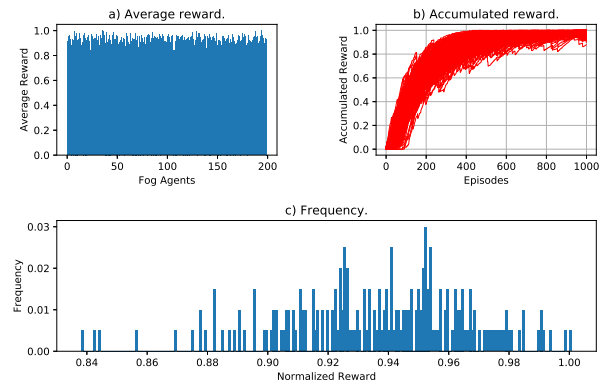 a) Average reward.
1.0
0.8
0.6
0.4
0.2
0.0
Average Reward
0 50 100 150 200
Fog Agents
b) Accumulated reward.
1.0
0.8
0.6
0.4
0.2
0.0
Accumulated Reward
0 200 400 600 800 1000
Episodes
c) Frequency.
0.03
0.02
0.01
0.00
Frequency
0.84 0.86 0.88 0.90 0.92 0.94 0.96 0.98 1.00
Normalized Reward